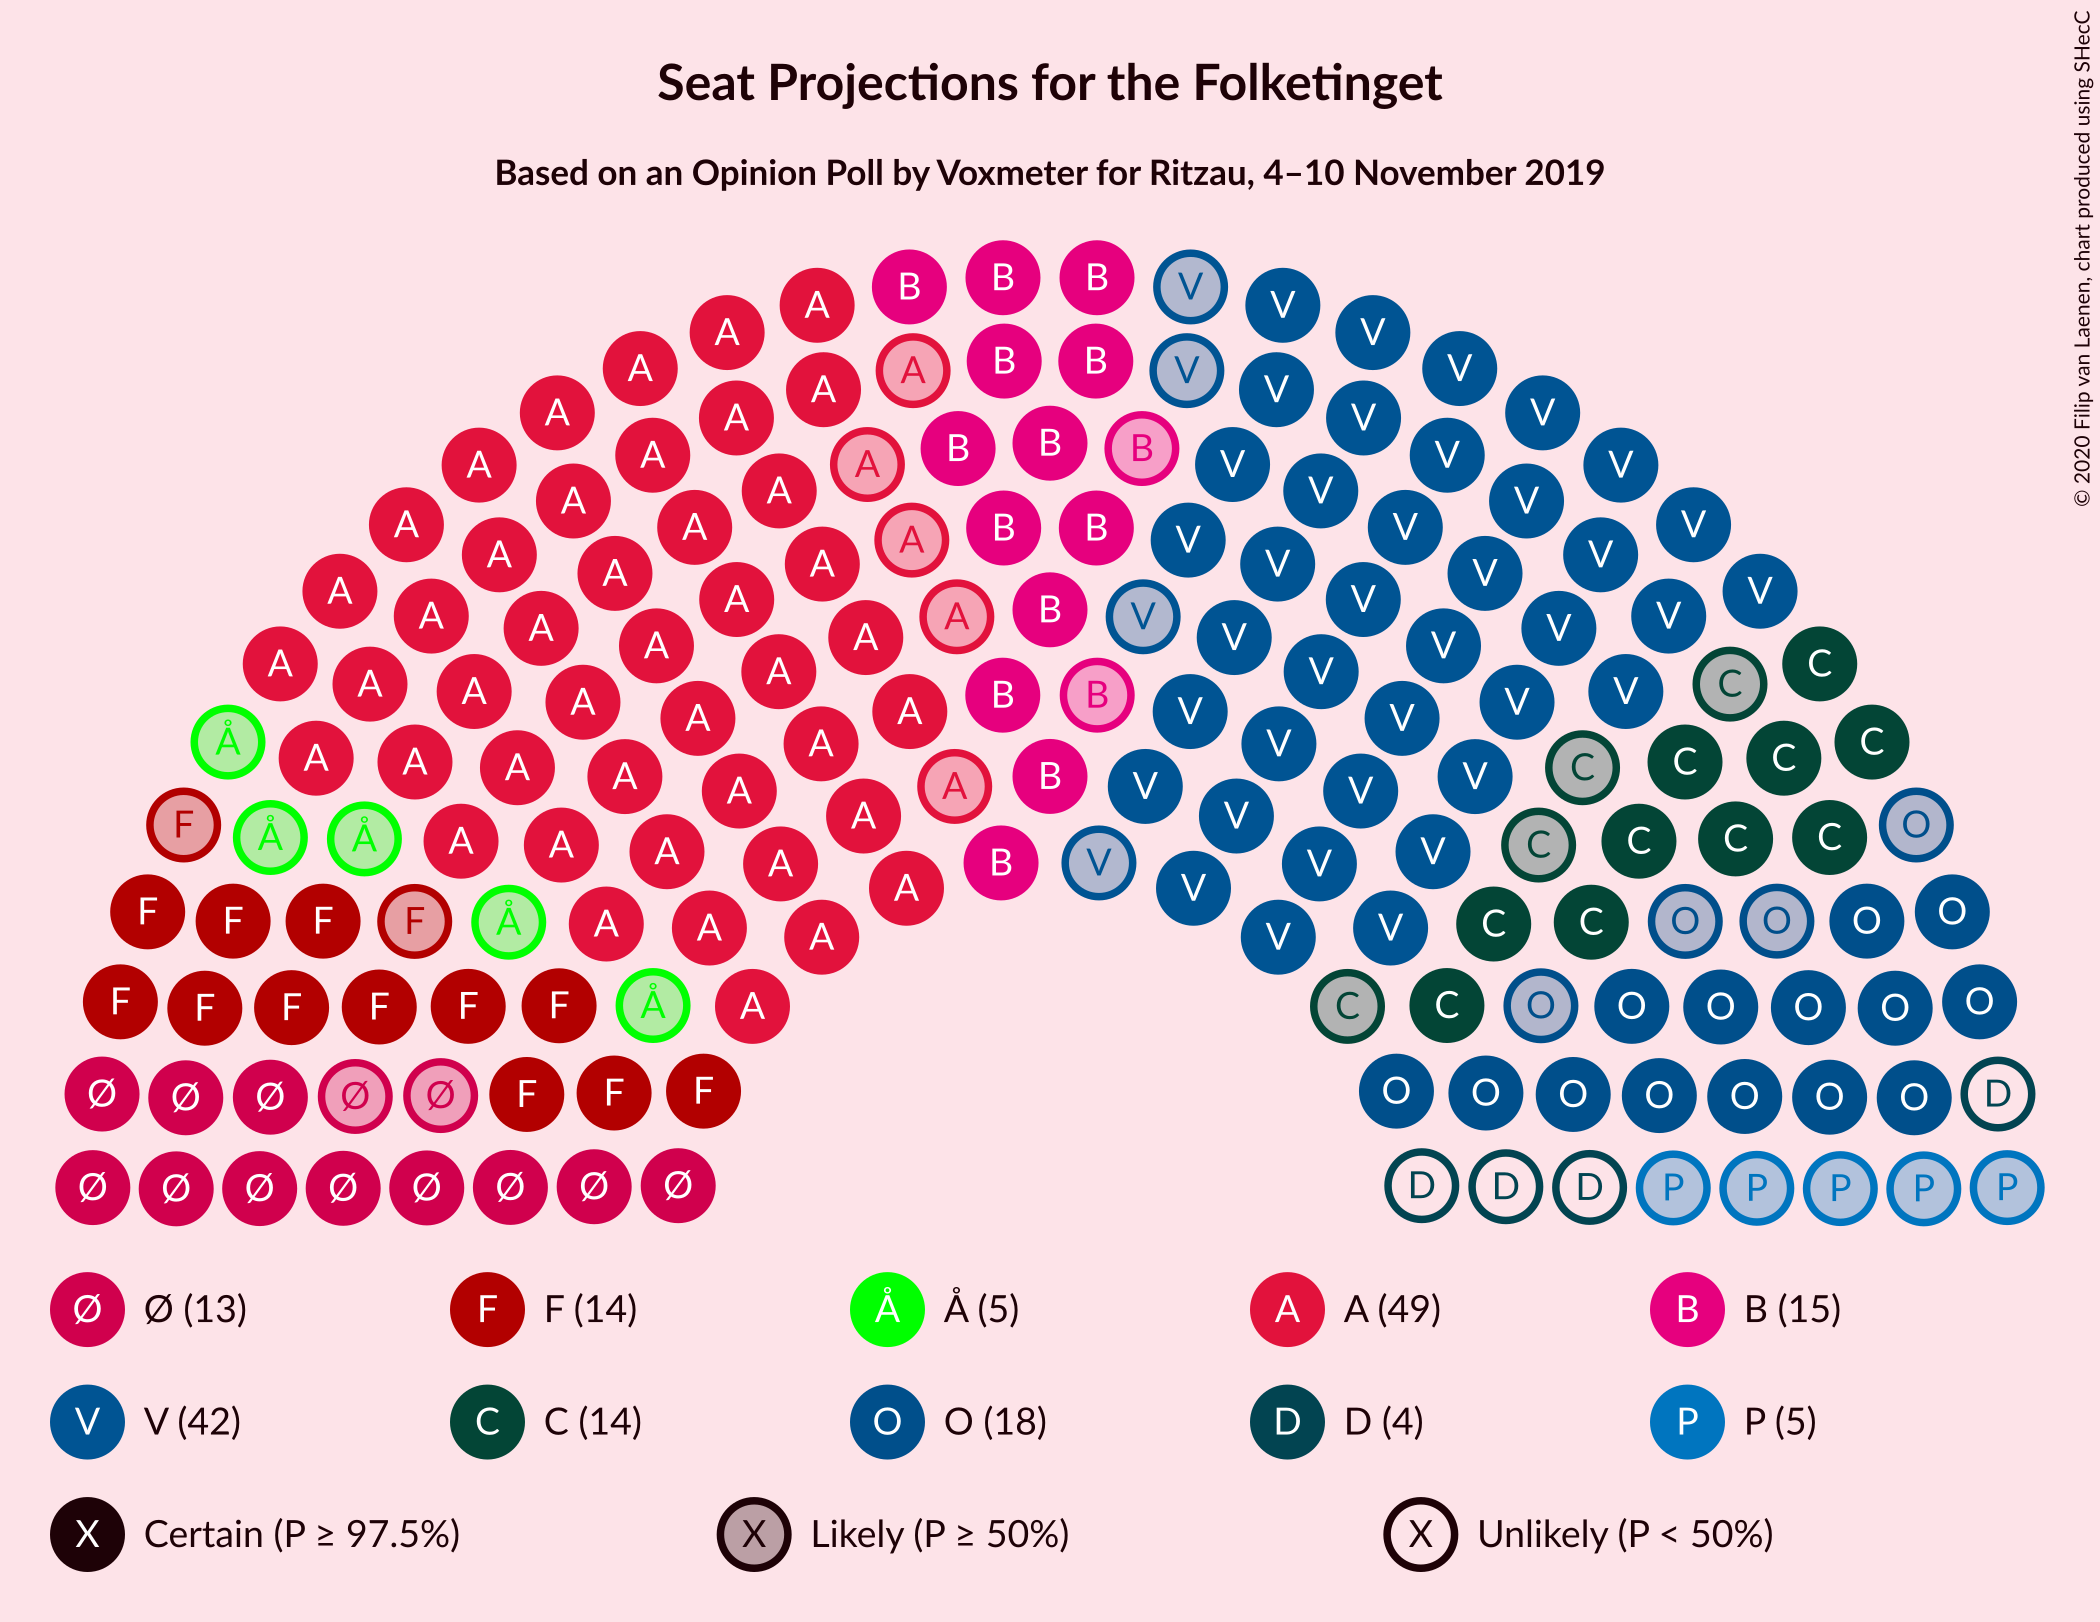 Seat Projections for the Folketinget
Based on an Opinion Poll by Voxmeter for Ritzau, 4–10 November 2019
© 2020 Filip van Laenen, chart produced using SHecC
B B B V
A V
A V
A A B B V V
A V
A A V V
A A A B B B V V V
A A V V
A A A B B V V V
A A A V V V
A A A A B V V V V
A A A V V V
A A A A V V C C
A A A B B V V V
Å A A A A A A B V V V C C C C
F A A V V O
Å Å A A A A B V V V C C C C
A V
F F F F Å A A A V V C C O O O O
F F F F F F Å A C C O O O O O O
Ø Ø Ø Ø Ø F F F O O O O O O O D
Ø Ø Ø Ø Ø Ø Ø Ø D D D P P P P P
Ø Ø (13) F F (14) Å Å (5) A A (49) B B (15)
V V (42) C C (14) O O (18) D D (4) P P (5)
X Certain (P ≥ 97.5%) X Likely (P ≥ 50%) X Unlikely (P < 50%)